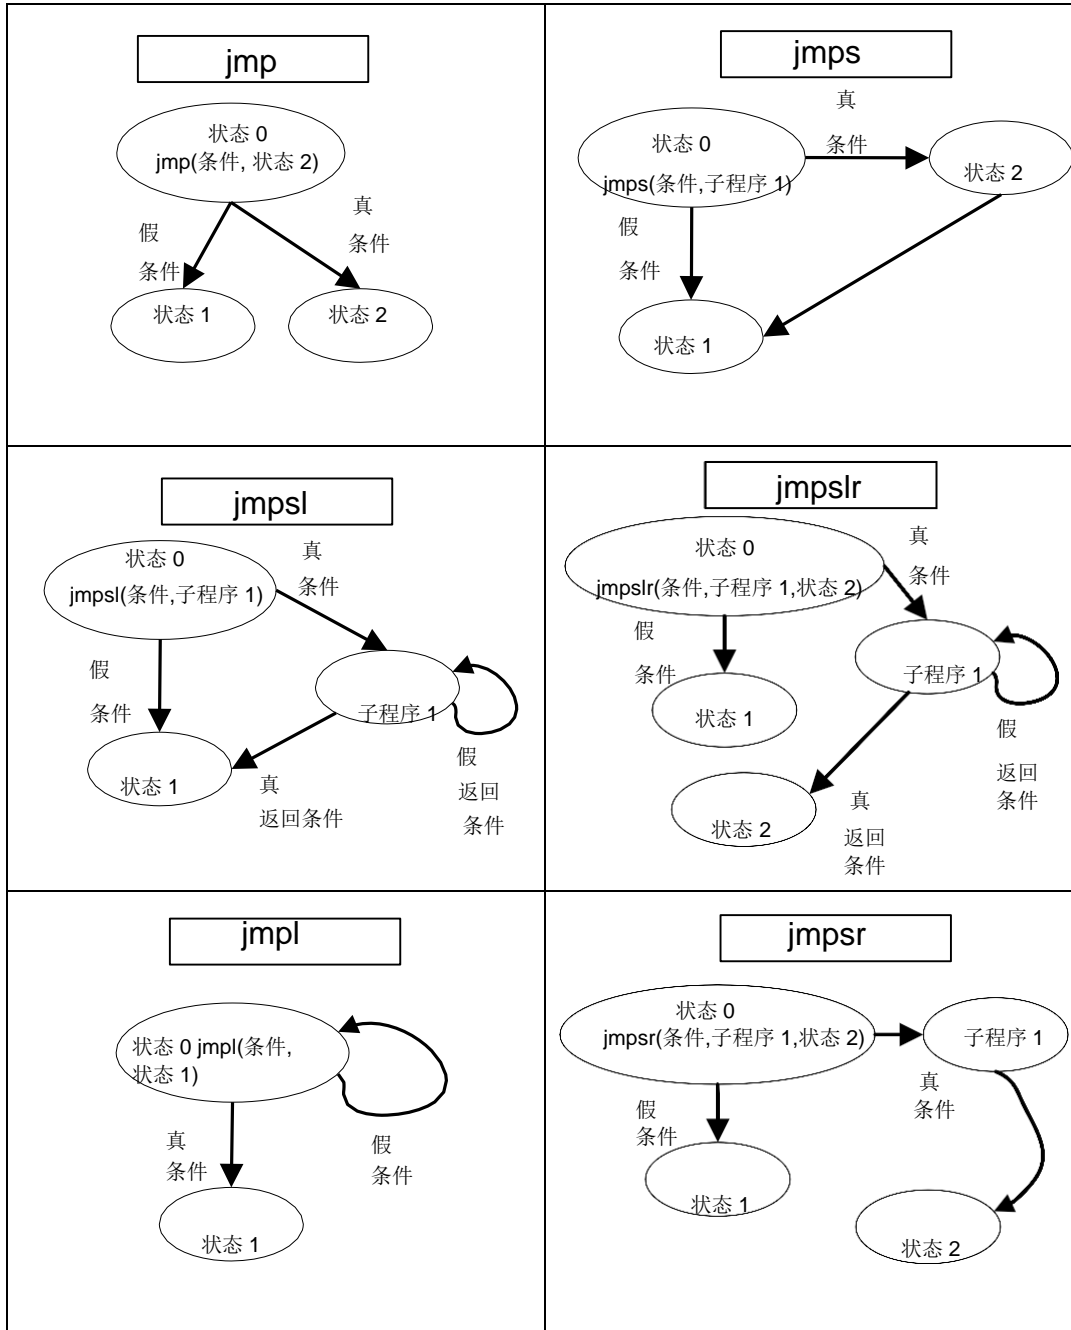 jmp
状态 0
jmp(条件, 状态 2)
真
条件
假
条件
状态 1
状态 2
jmps
真
条件
状态 0
jmps(条件,子程序 1)
状态 2
假
条件
状态 1
jmpsl
状态 0
jmpsl(条件,子程序 1)
真
条件
假
条件
子程序 1
状态 1
真
返回条件
假
返回
条件
jmpslr
状态 0
jmpslr(条件,子程序 1,状态 2)
真
条件
假
条件
子程序 1
状态 1
假
返回
条件
状态 2
真
返回
条件
jmpl
状态 0 jmpl(条件,
状态 1)
真
条件
假
条件
状态 1
jmpsr
状态 0
jmpsr(条件,子程序 1,状态 2)
子程序 1
真
条件
假
条件
状态 1
状态 2